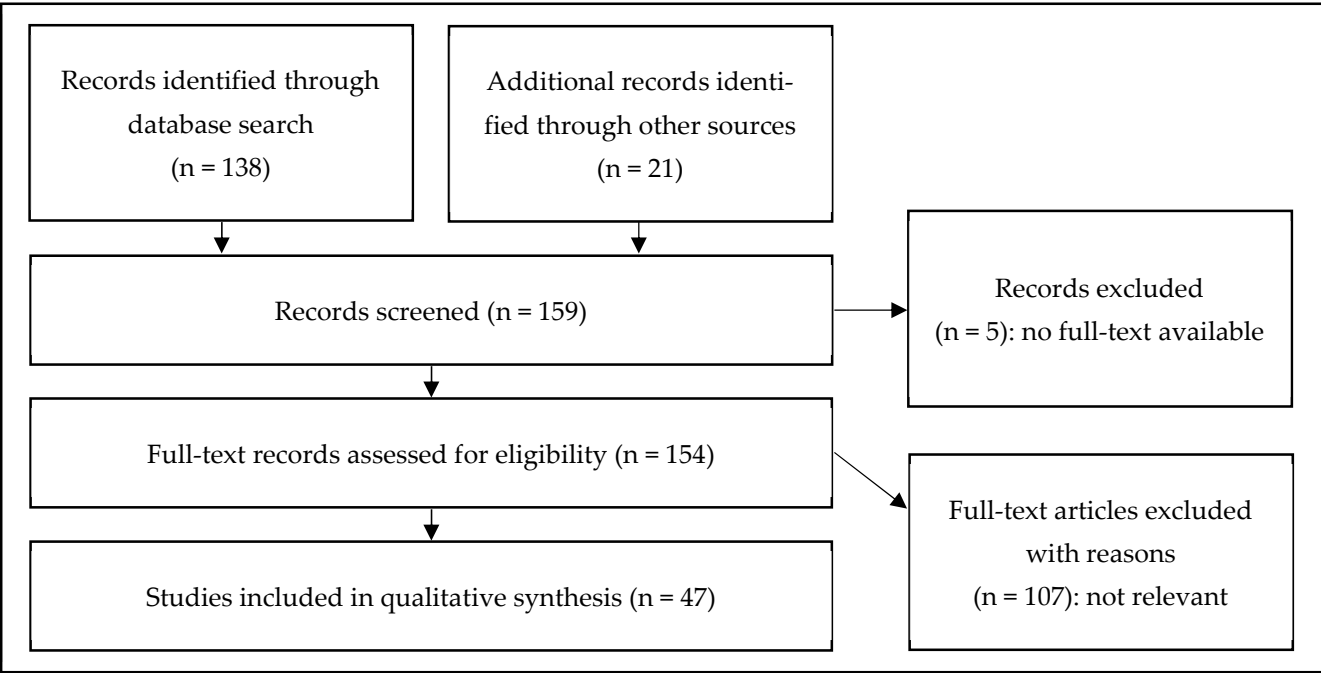 Records identified through
database search
(n = 138)
Additional records identi-
fied through other sources
(n = 21)
Records screened (n = 159)
Records excluded
(n = 5): no full-text available
Full-text records assessed for eligibility (n = 154)
Full-text articles excluded
with reasons
(n = 107): not relevant
Studies included in qualitative synthesis (n = 47)